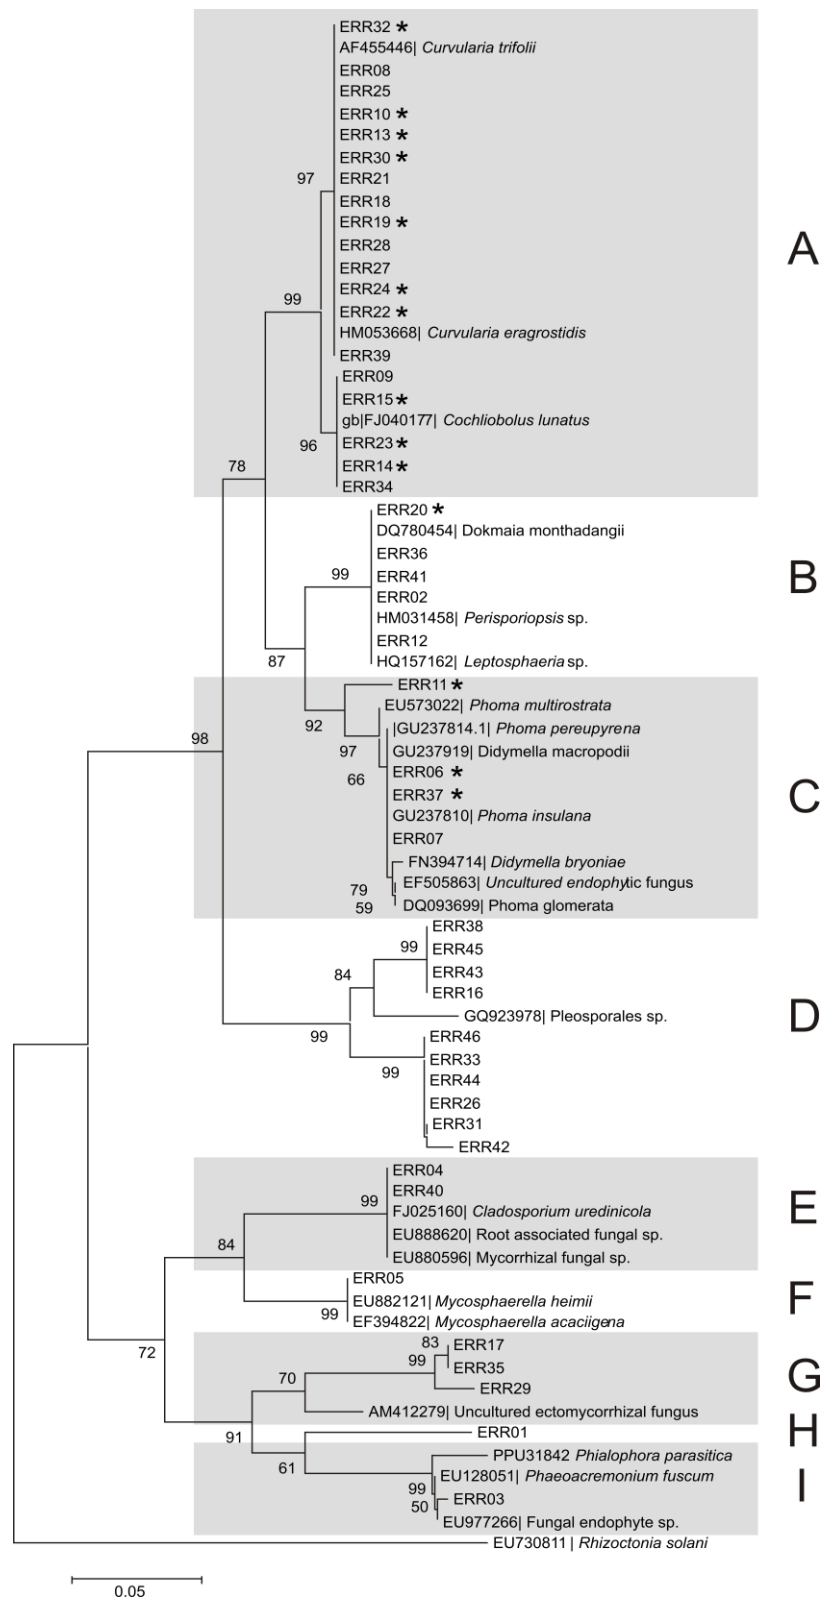 ERR32 *
AF455446| Curvularia trifolii
ERR08
ERR25
ERR10 *
ERR13 *
ERR30 *
97
ERR21
ERR18
ERR19 *
A
ERR28
ERR27
ERR24 *
99
ERR22 *
HM053668| Curvularia eragrostidis
ERR39
ERR09
ERR15 *
gb|FJ040177| Cochliobolus lunatus
96
ERR23 *
78
ERR14 *
ERR34
ERR20 *
DQ780454| Dokmaia monthadangii
ERR36
99
ERR41
B
ERR02
HM031458| Perisporiopsis sp.
ERR12
87
HQ157162| Leptosphaeria sp.
ERR11 *
EU573022| Phoma multirostrata
92
|GU237814.1| Phoma pereupyrena
98
97
GU237919| Didymella macropodii
66
ERR06 *
ERR37 *
C
GU237810| Phoma insulana
ERR07
FN394714| Didymella bryoniae
79
EF505863| Uncultured endophytic fungus
59
DQ093699| Phoma glomerata
ERR38
99
ERR45
84
ERR43
ERR16
D
GQ923978| Pleosporales sp.
99
ERR46
99
ERR33
ERR44
ERR26
ERR31
ERR42
ERR04
99
ERR40
E
FJ025160| Cladosporium uredinicola
EU888620| Root associated fungal sp.
84
EU880596| Mycorrhizal fungal sp.
ERR05
F
99
EU882121| Mycosphaerella heimii
EF394822| Mycosphaerella acaciigena
72
83
ERR17
99
ERR35
70
ERR29
G
AM412279| Uncultured ectomycorrhizal fungus
91
ERR01
H
61
PPU31842 Phialophora parasitica
EU128051| Phaeoacremonium fuscum
I
99
ERR03
50
EU977266| Fungal endophyte sp.
EU730811 | Rhizoctonia solani
0.05